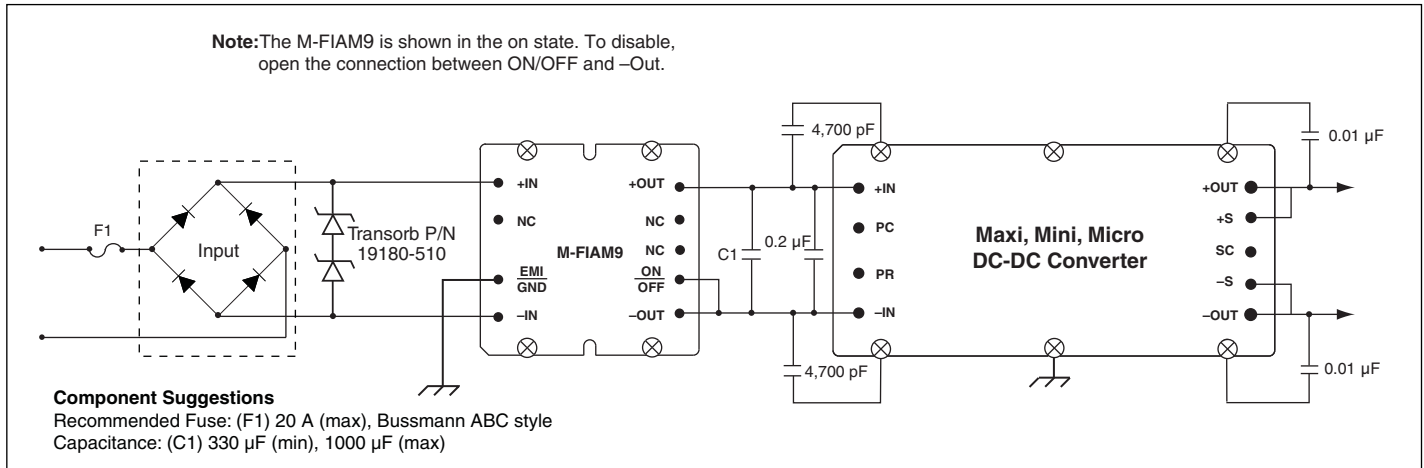 Note:The M-FIAM9 is shown in the on state. To disable,
open the connection between ON/OFF and –Out.
4,700 pF
0.01 µF
F1
Input
Transorb P/N
19180-510
+IN
NC
EMI
GND
–IN
M-FIAM9
+OUT
NC
NC
ON
OFF
–OUT
C1
0.2 µF
+IN
PC
PR
–IN
Maxi, Mini, Micro
DC-DC Converter
+OUT
+S
SC
–S
–OUT
4,700 pF
0.01 µF
Component Suggestions
Recommended Fuse: (F1) 20 A (max), Bussmann ABC style
Capacitance: (C1) 330 µF (min), 1000 µF (max)